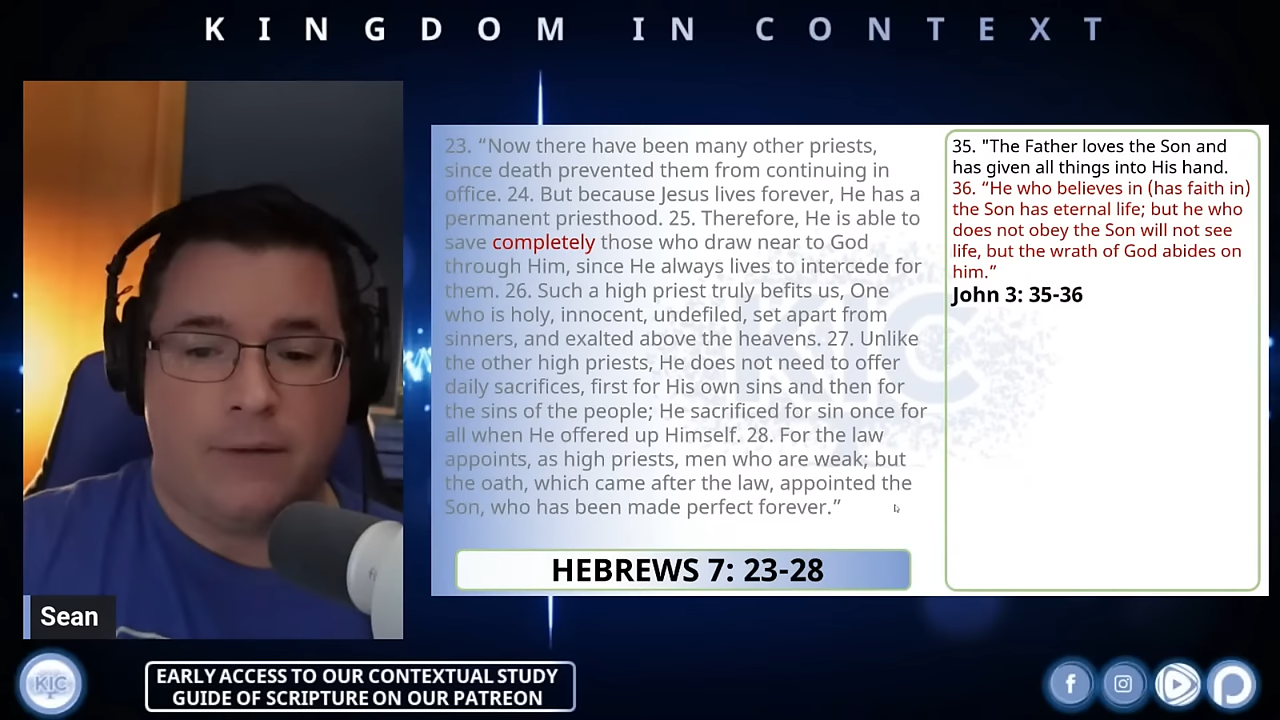 KINGDOM IN CONTEXT
23. “Now there have been many other priests,
since death prevented them from continuing in
office. 24. But because Jesus lives forever, He has a
permanent priesthood. 25. Therefore, He is able to
save completely those who draw near to God
through Him, since He always lives to intercede for
them. 26. Such a high priest truly befits us, One
who is holy, innocent, undefiled, set apart from
sinners, and exalted above the heavens. 27. Unlike
the other high priests, He does not need to offer
daily sacrifices, first for His own sins and then for
the sins of the people; He sacrificed for sin once for
all when He offered up Himself. 28. For the law
appoints, as high priests, men who are weak; but
the oath, which came after the law, appointed the
Son, who has been made perfect forever.”
HEBREWS 7: 23-28
35. "The Father loves the Son and
has given all things into His hand.
36. “He who believes in (has faith in)
the Son has eternal life; but he who
does not obey the Son will not see
life, but the wrath of God abides on
him.”
John 3: 35-36
Sean
KIC
EARLY ACCESS TO OUR CONTEXTUAL STUDY
GUIDE OF SCRIPTURE ON OUR PATREON